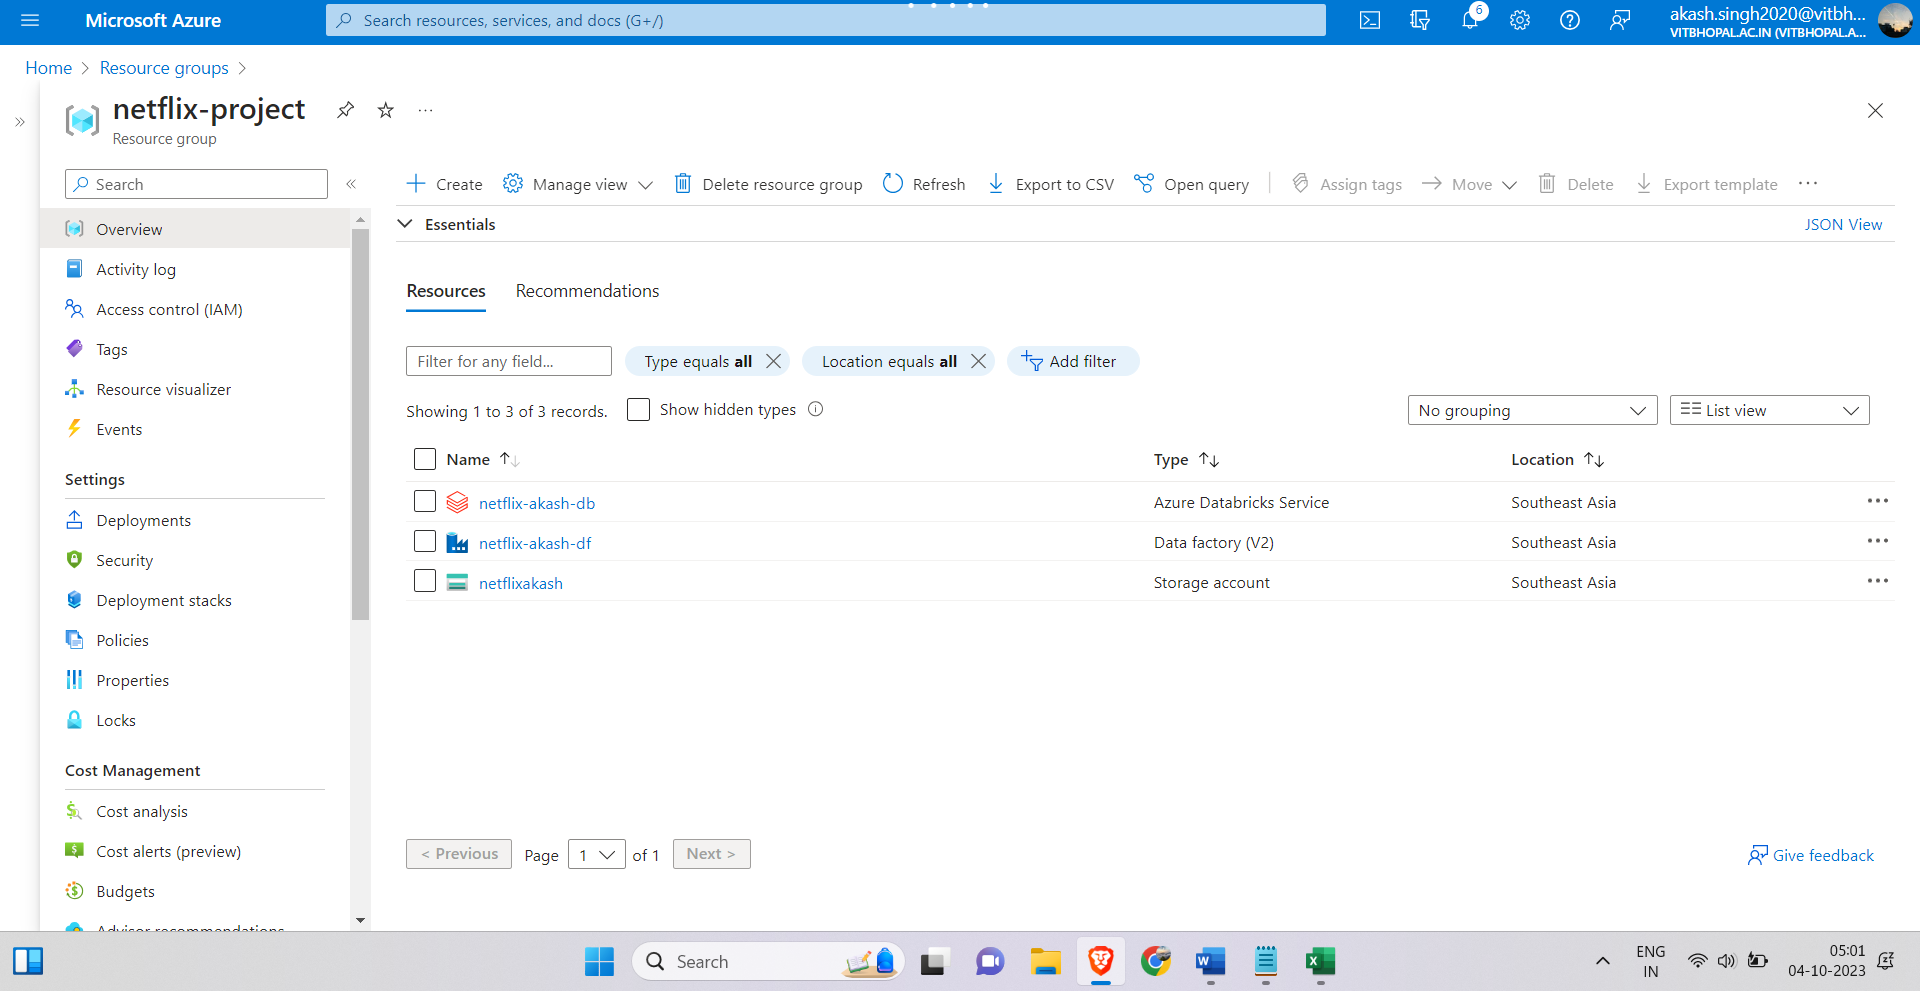 Microsoft Azure
Search resources, services, and docs (G+/)
6
akash.singh2020@vitbh...
VITBHOPAL.AC.IN (VITBHOPAL.A...
Home > Resource groups >
netflix-project
Resource group
Search
Overview
Activity log
Access control (IAM)
Tags
Resource visualizer
Events
Settings
Deployments
Security
Deployment stacks
Policies
Properties
Locks
Cost Management
Cost analysis
Cost alerts (preview)
Budgets
Advisor recommendations
Create Manage view Delete resource group Refresh Export to CSV Open query Assign tags Move Delete Export template ...
Essentials JSON View
Resources Recommendations
Filter for any field... Type equals all Location equals all Add filter
Showing 1 to 3 of 3 records. Show hidden types No grouping List view
Name Type Location
netflix-akash-db Azure Databricks Service Southeast Asia
netflix-akash-df Data factory (V2) Southeast Asia
netflixakash Storage account Southeast Asia
< Previous Page 1 of 1 Next > Give feedback
Search
ENG
IN
05:01
04-10-2023